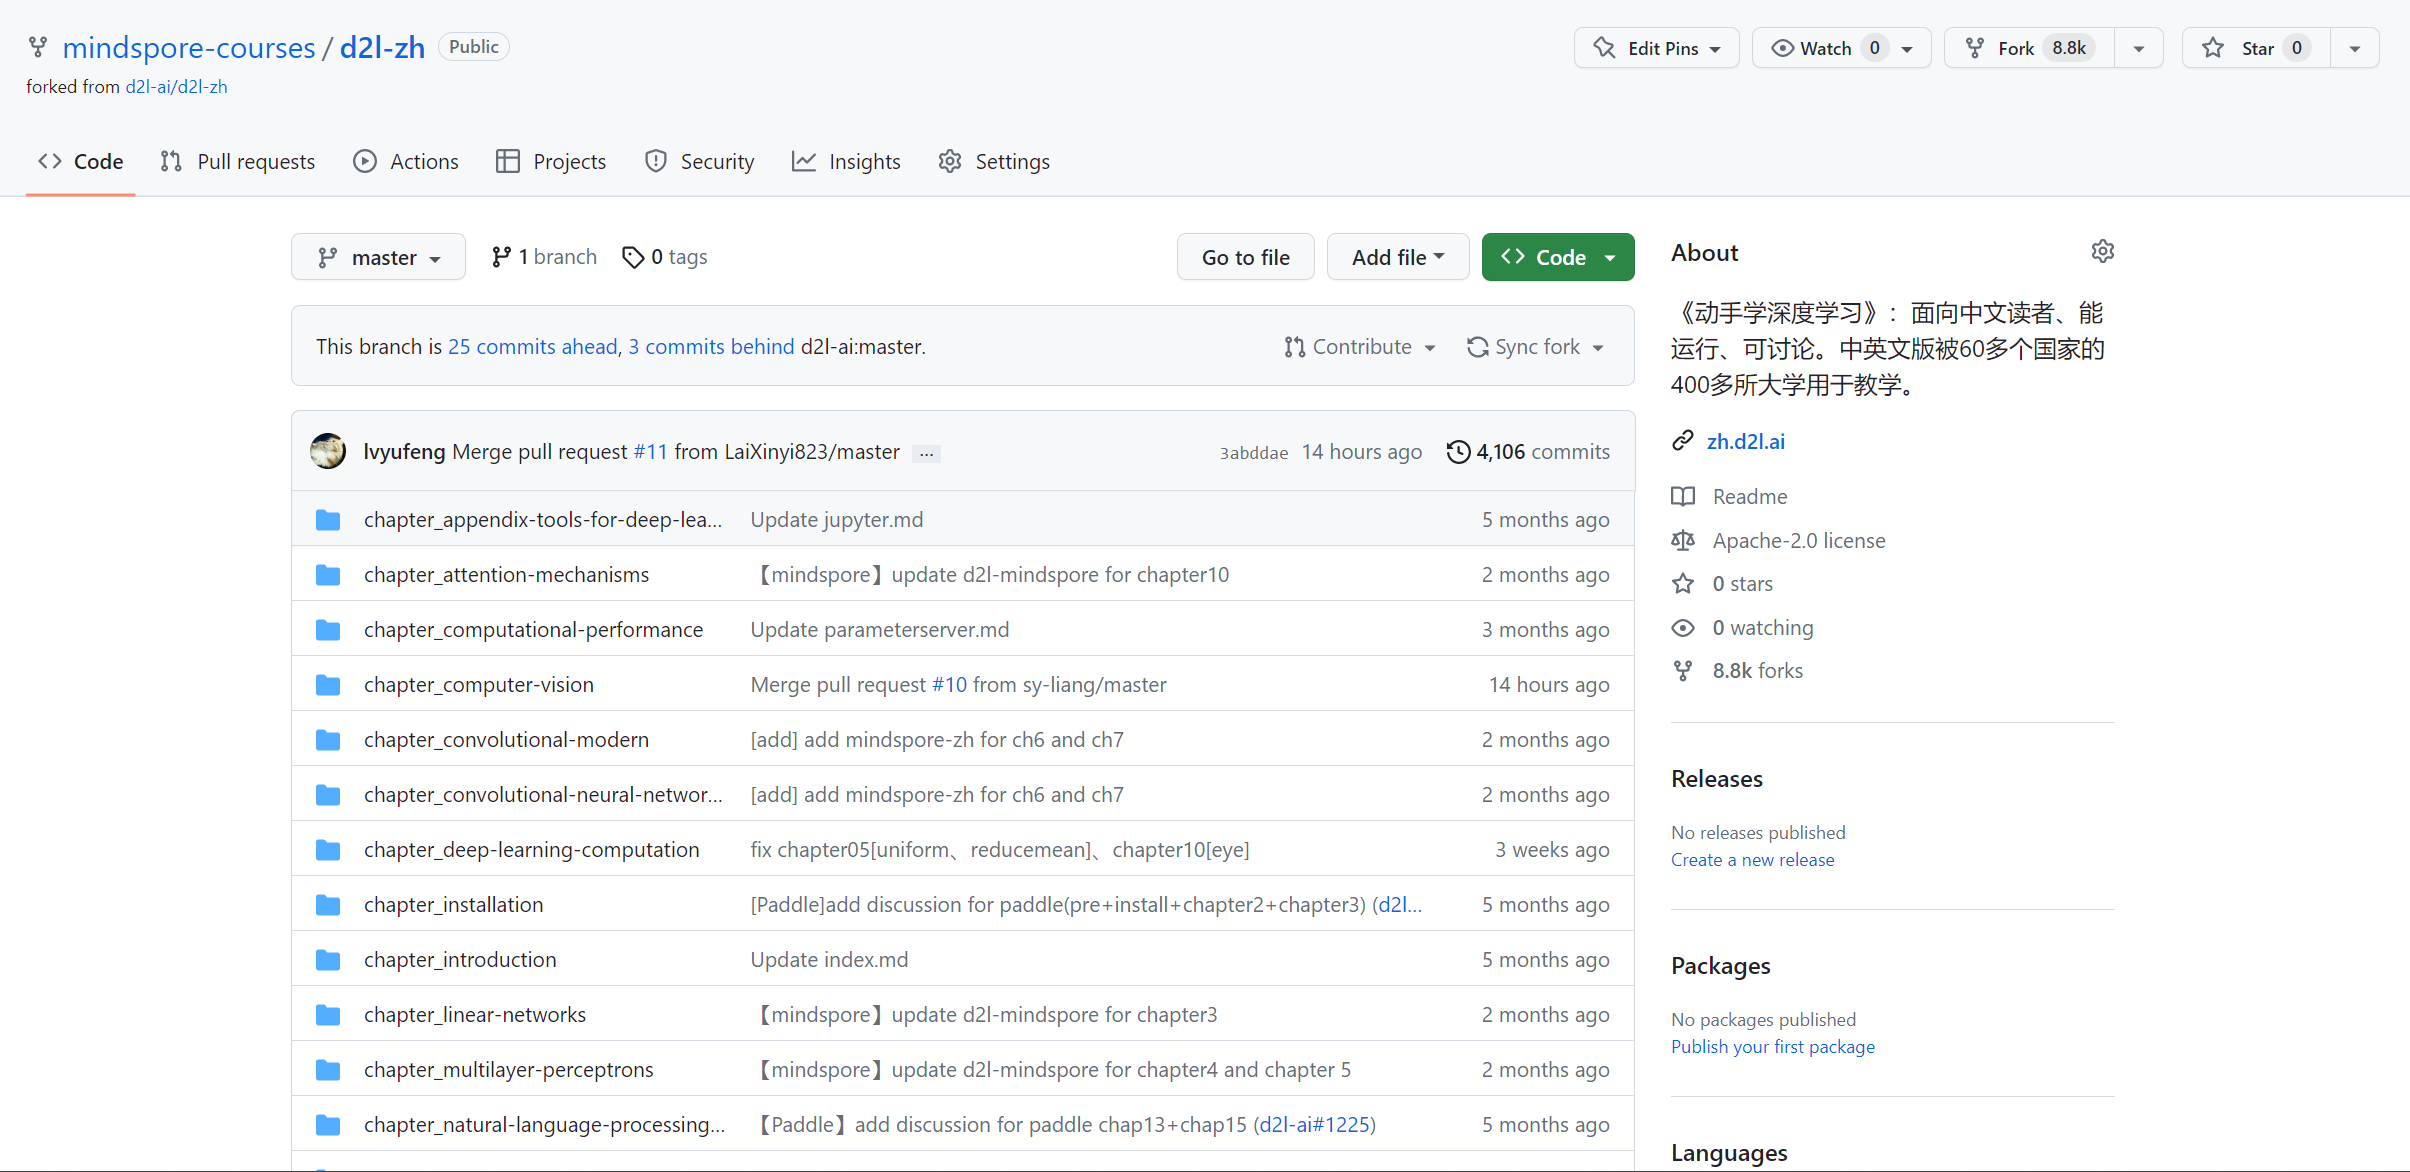 mindspore-courses / d2l-zh Public
Edit Pins Watch 0 Fork 8.8k Star 0
forked from d2l-ai/d2l-zh
Code Pull requests Actions Projects Security Insights Settings
master 1 branch 0 tags Go to file Add file Code
This branch is 25 commits ahead, 3 commits behind d2l-ai:master. Contribute Sync fork
lvyufeng Merge pull request #11 from LaiXinyi823/master ... 3abddae 14 hours ago 4,106 commits
chapter_appendix-tools-for-deep-lea... Update jupyter.md 5 months ago
chapter_attention-mechanisms 【mindspore】update d2l-mindspore for chapter10 2 months ago
chapter_computational-performance Update parameterserver.md 3 months ago
chapter_computer-vision Merge pull request #10 from sy-liang/master 14 hours ago
chapter_convolutional-modern [add] add mindspore-zh for ch6 and ch7 2 months ago
chapter_convolutional-neural-networ... [add] add mindspore-zh for ch6 and ch7 2 months ago
chapter_deep-learning-computation fix chapter05[uniform、reducemean]、chapter10[eye] 3 weeks ago
chapter_installation [Paddle]add discussion for paddle(pre+install+chapter2+chapter3) (d2l... 5 months ago
chapter_introduction Update index.md 5 months ago
chapter_linear-networks 【mindspore】update d2l-mindspore for chapter3 2 months ago
chapter_multilayer-perceptrons 【mindspore】update d2l-mindspore for chapter4 and chapter 5 2 months ago
chapter_natural-language-processing... 【Paddle】add discussion for paddle chap13+chap15 (d2l-ai#1225) 5 months ago
About
《动手学深度学习》：面向中文读者、能
运行、可讨论。中英文版被60多个国家的
400多所大学用于教学。
zh.d2l.ai
Readme
Apache-2.0 license
0 stars
0 watching
8.8k forks
Releases
No releases published
Create a new release
Packages
No packages published
Publish your first package
Languages